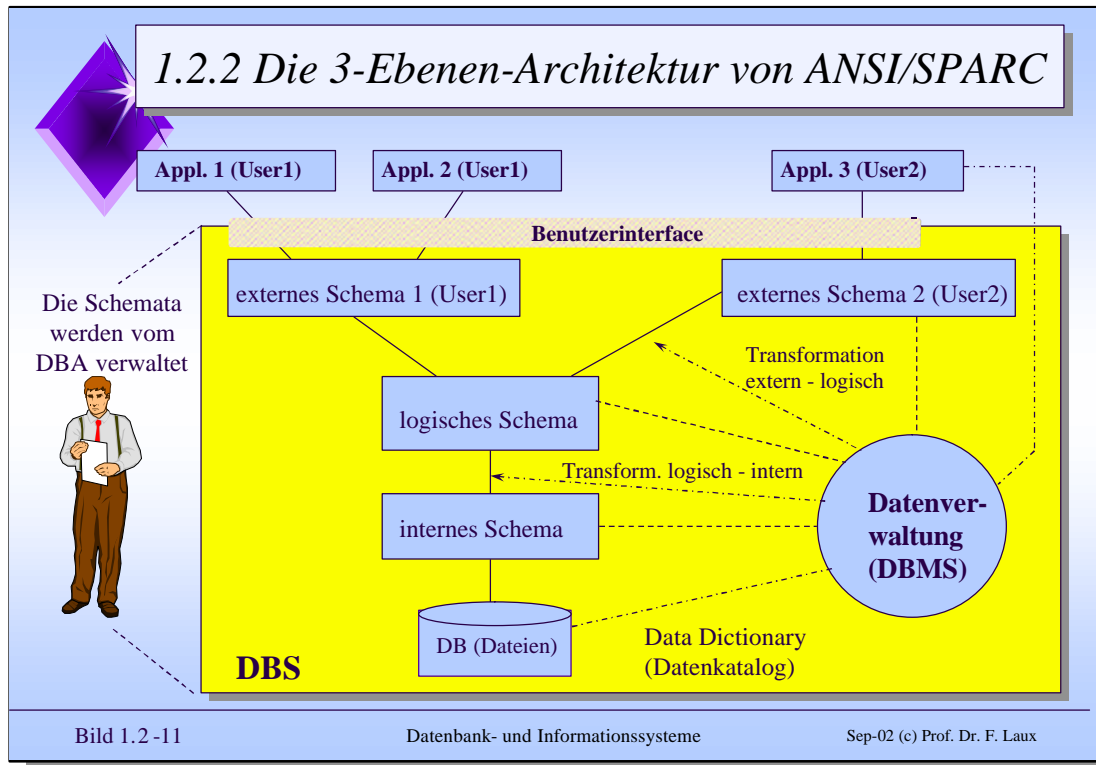 1.2.2 Die 3-Ebenen-Architektur von ANSI/SPARC
Appl. 1 (User1)
Appl. 2 (User1)
Appl. 3 (User2)
Benutzerinterface
externes Schema 1 (User1)
externes Schema 2 (User2)
Die Schemata
werden vom
DBA verwaltet
Transformation
extern - logisch
logisches Schema
Transform. logisch - intern
internes Schema
Datenver-
waltung
(DBMS)
DB (Dateien)
Data Dictionary
(Datenkatalog)
DBS
Bild 1.2 -11
Datenbank- und Informationssysteme
Sep-02 (c) Prof. Dr. F. Laux